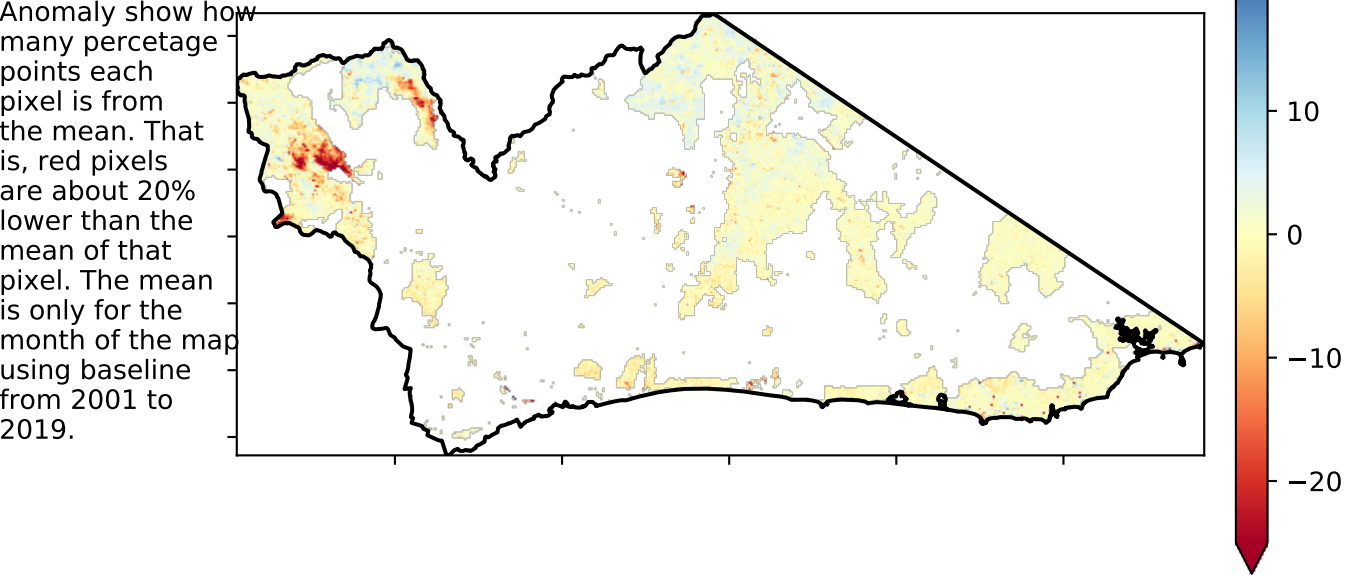 Anomaly show how
many percetage
points each
pixel is from
the mean. That
is, red pixels
are about 20%
lower than the
mean of that
pixel. The mean
is only for the
month of the map
using baseline
from 2001 to
2019.
10
0
−10
−20